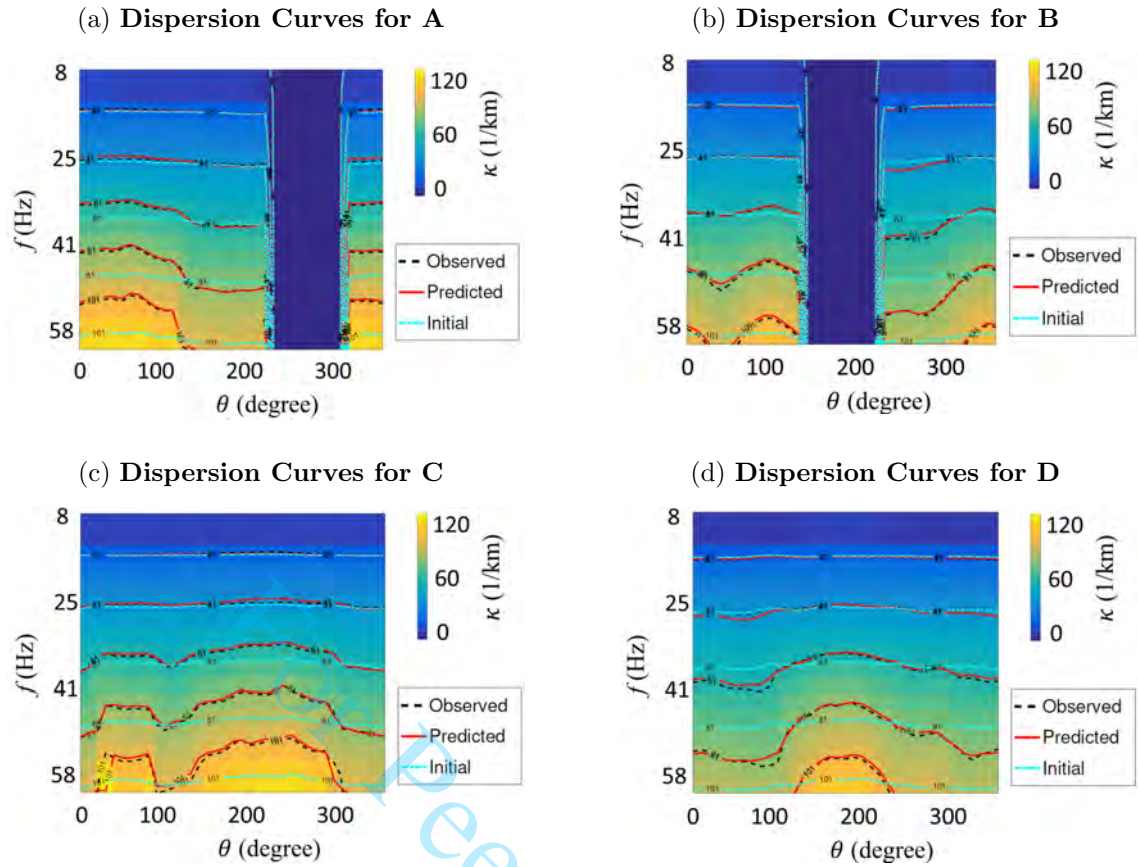 (a) Dispersion Curves for A
8
25
41
58
f (Hz)
0 100 200 300
θ (degree)
120
60
0
κ (1/km)
Observed
Predicted
Initial
(b) Dispersion Curves for B
8
25
41
58
f (Hz)
0 100 200 300
θ (degree)
120
60
0
κ (1/km)
Observed
Predicted
Initial
(c) Dispersion Curves for C
8
25
41
58
f (Hz)
0 100 200 300
θ (degree)
120
60
0
κ (1/km)
Observed
Predicted
Initial
(d) Dispersion Curves for D
8
25
41
58
f (Hz)
0 100 200 300
θ (degree)
120
60
0
κ (1/km)
Observed
Predicted
Initial